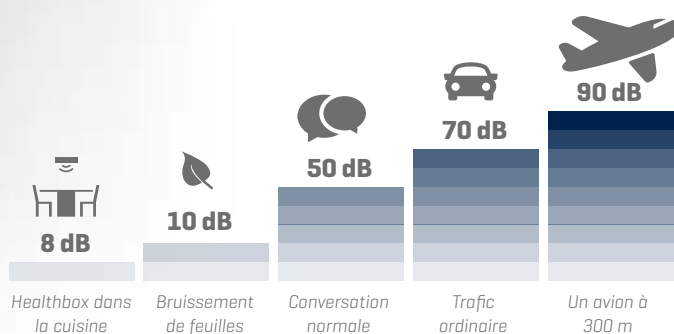 8 dB
Healthbox dans
la cuisine
10 dB
Bruissement
de feuilles
50 dB
Conversation
normale
70 dB
Trafic
ordinaire
90 dB
Un avion à
300 m